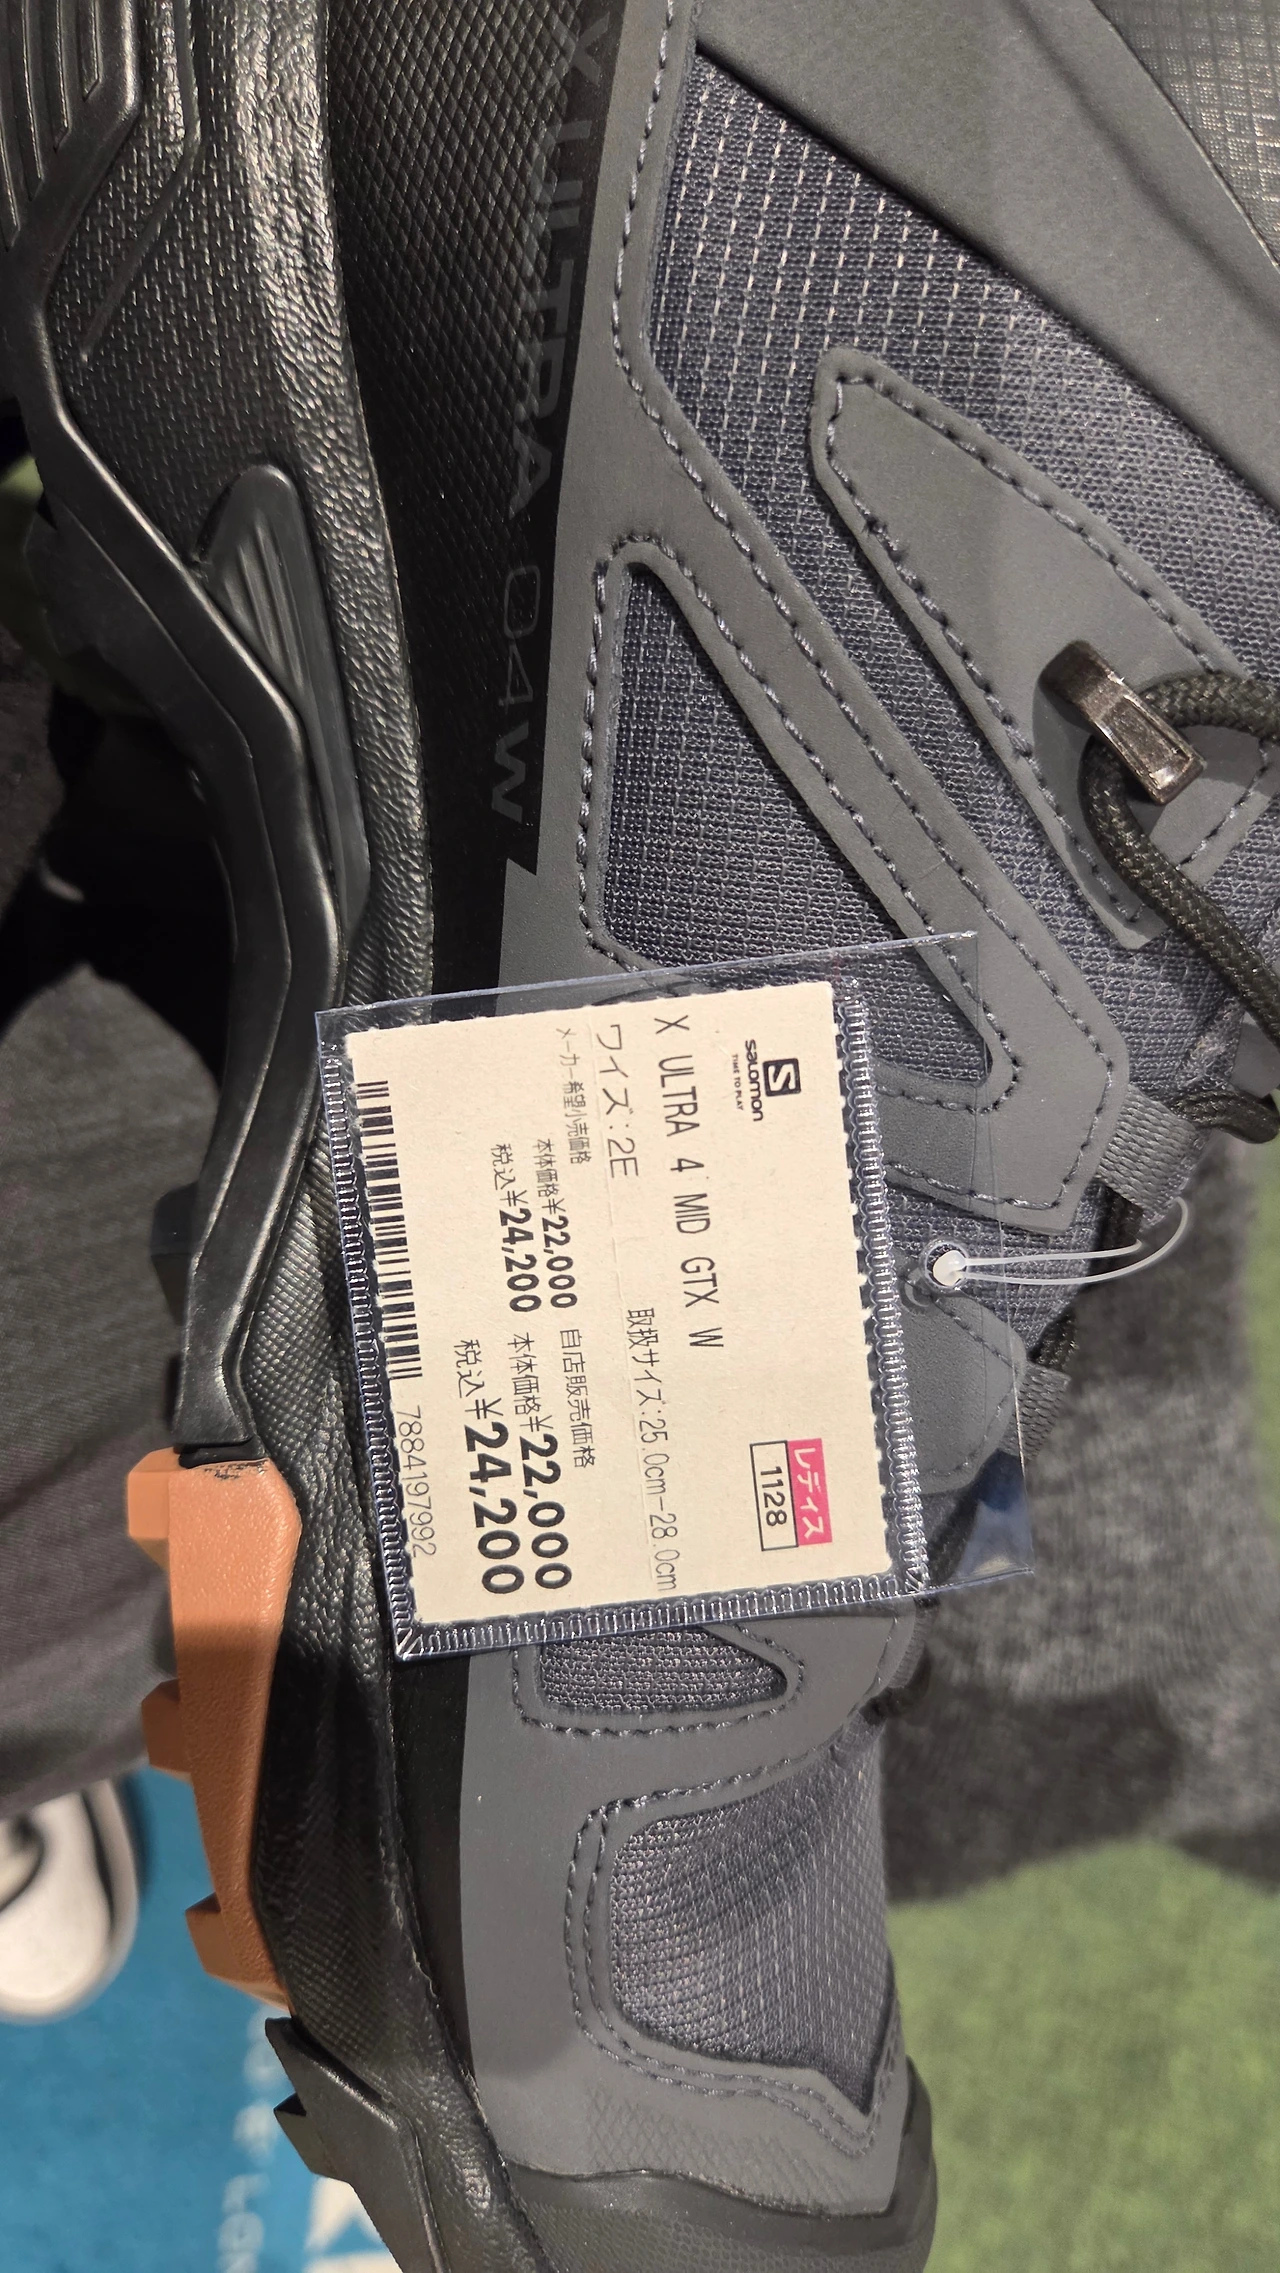 X ULTRA 04W
salomon
TIME TO PLAY
レディス
1128
X ULTRA 4 MID GTX W
ワイズ:2E 取扱サイズ:25.0cm-28.0cm
メーカー希望小売価格
本体価格¥22,000
税込¥24,200
自店販売価格
本体価格¥22,000
税込¥24,200
7884197992